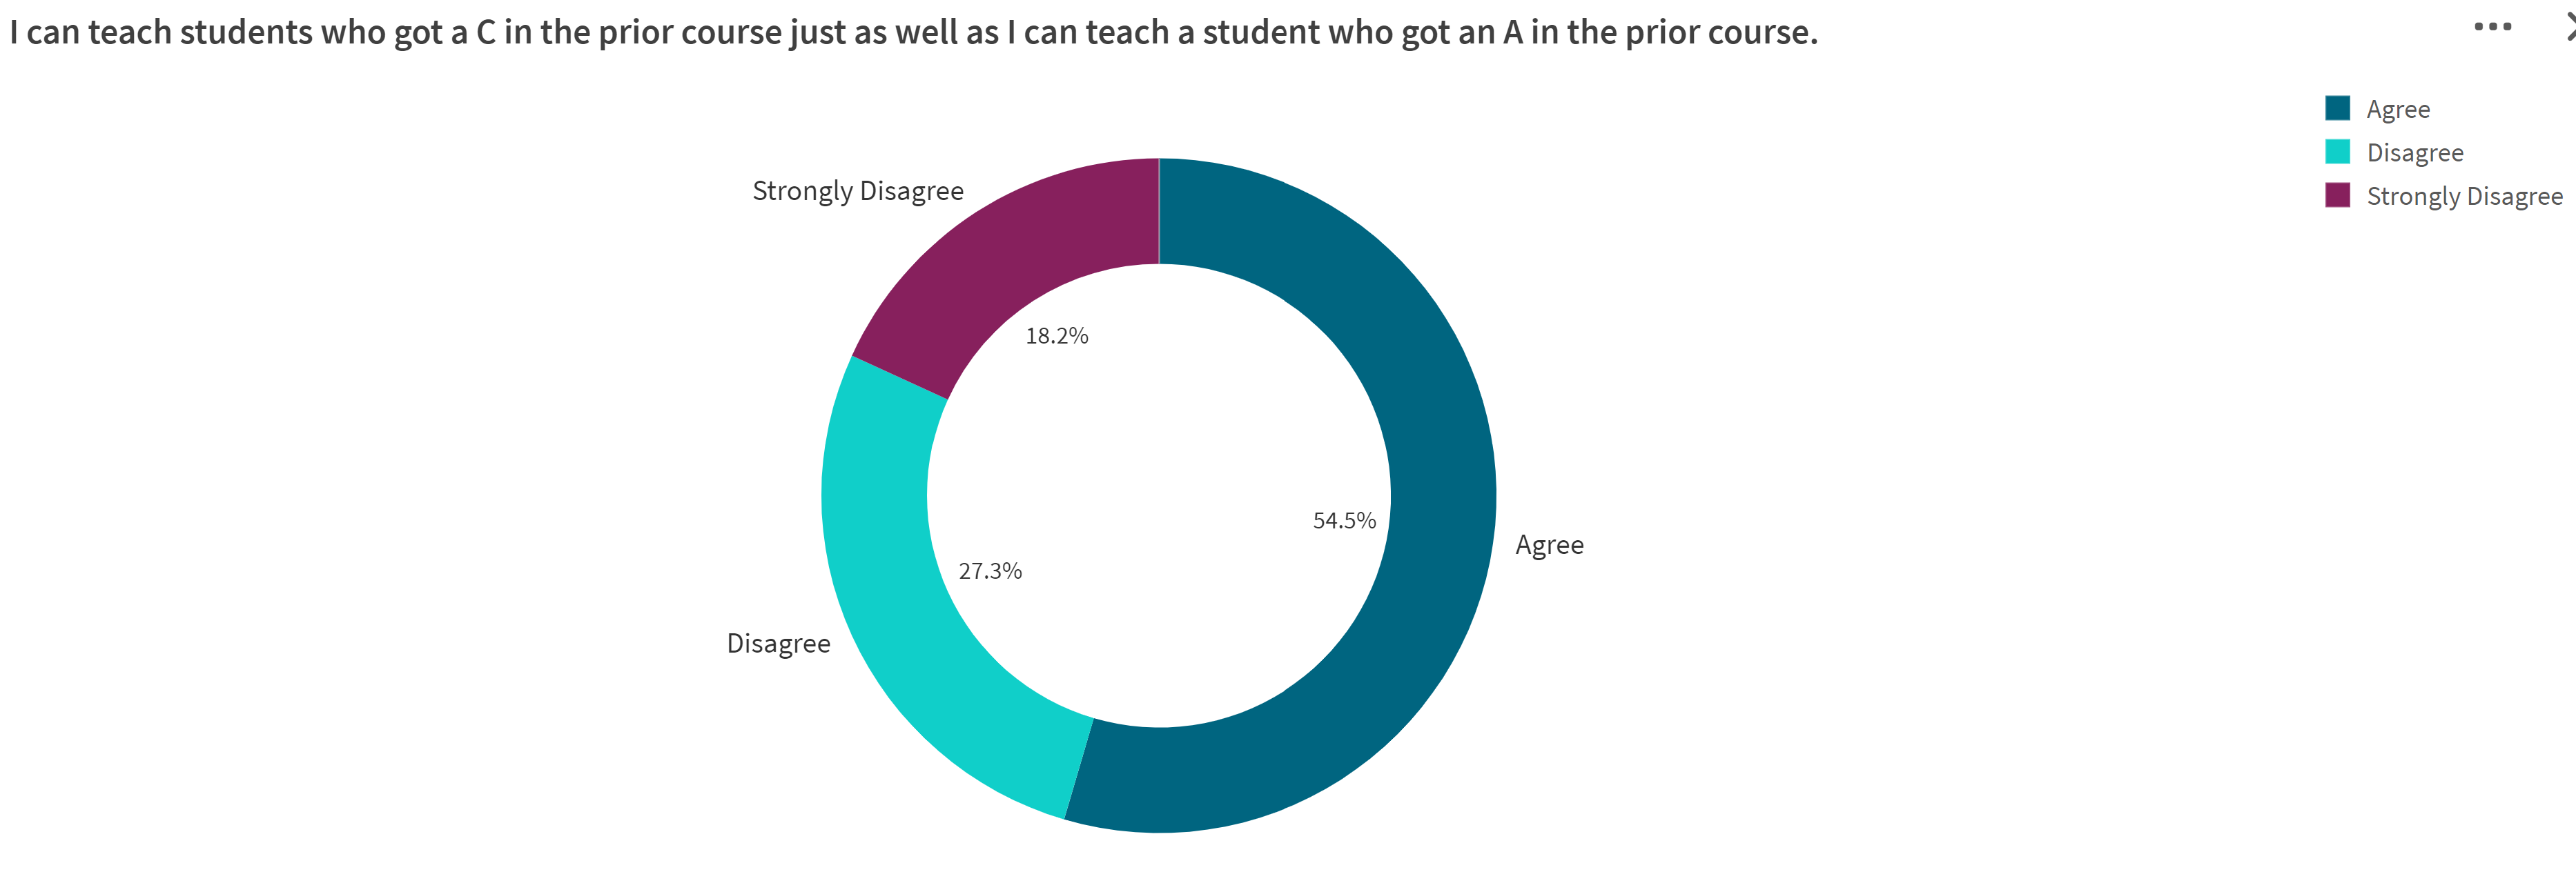 I can teach students who got a C in the prior course just as well as I can teach a student who got an A in the prior course.
Agree
Disagree
Strongly Disagree
Strongly Disagree
18.2%
54.5%
Agree
27.3%
Disagree